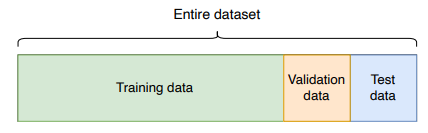 Entire dataset
Training data
Validation
data
Test
data